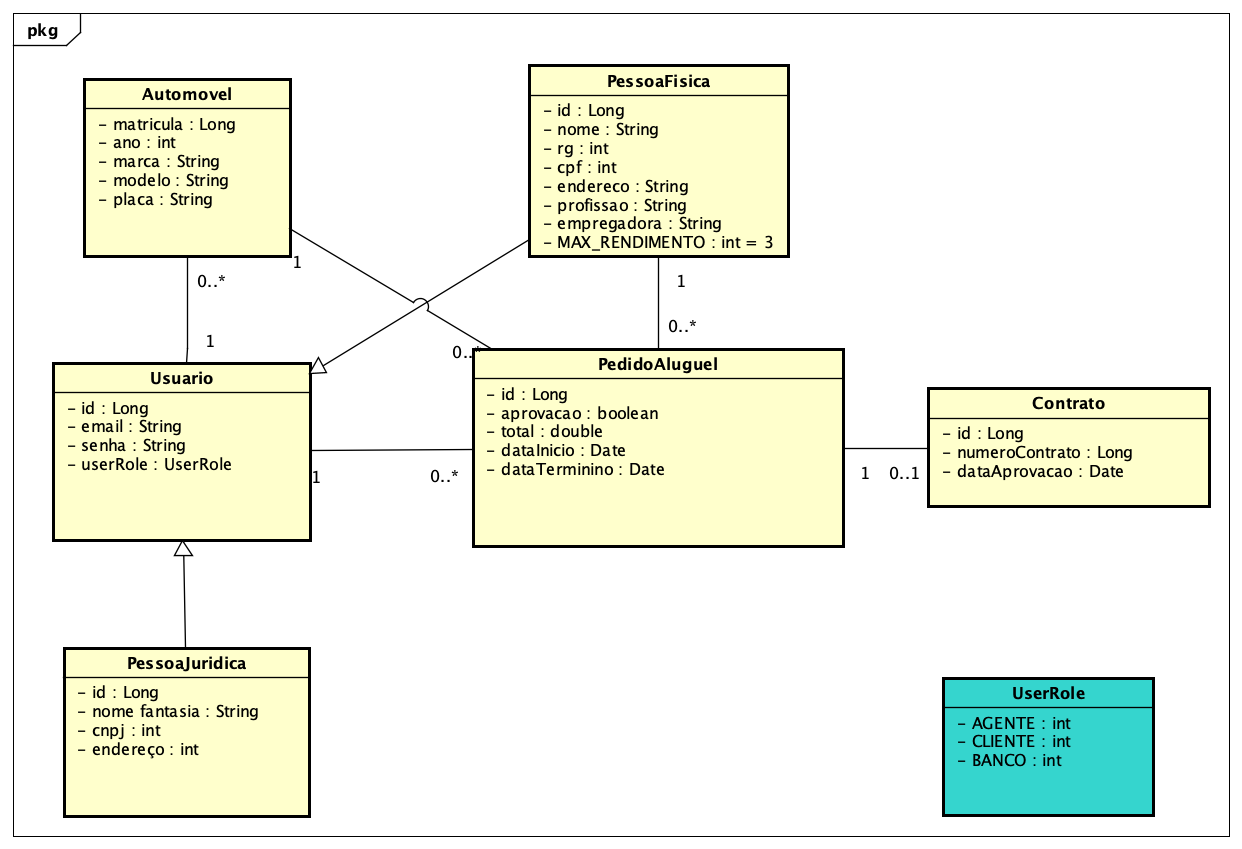 pkg
Automovel
– matricula : Long
– ano : int
– marca : String
– modelo : String
– placa : String
PessoaFisica
– id : Long
– nome : String
– rg : int
– cpf : int
– endereco : String
– profissao : String
– empregadora : String
– MAX_RENDIMENTO : int = 3
1
0..*
1
0..*
1
0..*
Usuario
– id : Long
– email : String
– senha : String
– userRole : UserRole
1
0..*
PedidoAluguel
– id : Long
– aprovacao : boolean
– total : double
– dataInicio : Date
– dataTerminino : Date
1
0..1
Contrato
– id : Long
– numeroContrato : Long
– dataAprovacao : Date
PessoaJuridica
– id : Long
– nome fantasia : String
– cnpj : int
– endereço : int
UserRole
– AGENTE : int
– CLIENTE : int
– BANCO : int